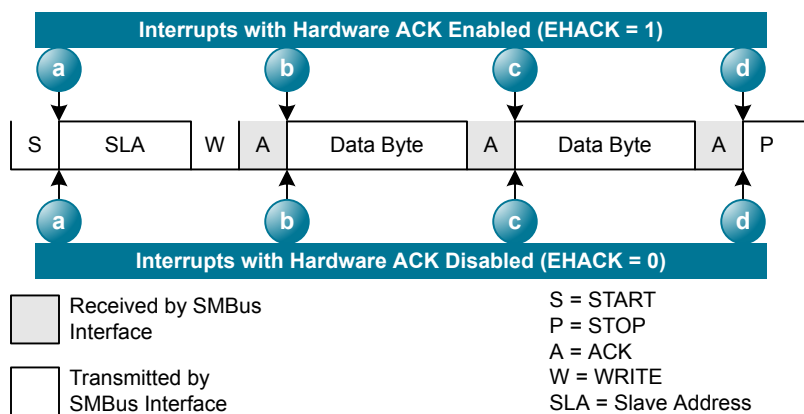 Interrupts with Hardware ACK Enabled (EHACK = 1)
a b c d
S SLA W A Data Byte A Data Byte A P
a b c d
Interrupts with Hardware ACK Disabled (EHACK = 0)
Received by SMBus
Interface
Transmitted by
SMBus Interface
S = START
P = STOP
A = ACK
W = WRITE
SLA = Slave Address